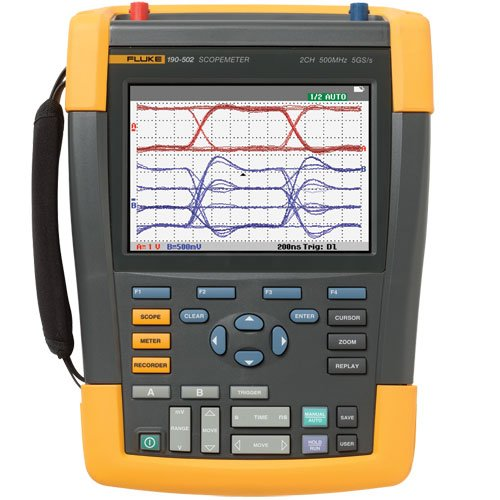 FLUKE 190-502 SCOPEMETER 2CH 500MHz 5GS/s
1/2 AUTO
A
A
B
B
A= 1 V B=500mV 200ns Trig: D↓
F1 F2 F3 F4
SCOPE CLEAR ENTER CURSOR
METER ZOOM
RECORDER REPLAY
A B TRIGGER
mV s TIME ns MANUAL AUTO SAVE
RANGE MOVE
V MOVE HOLD RUN USER